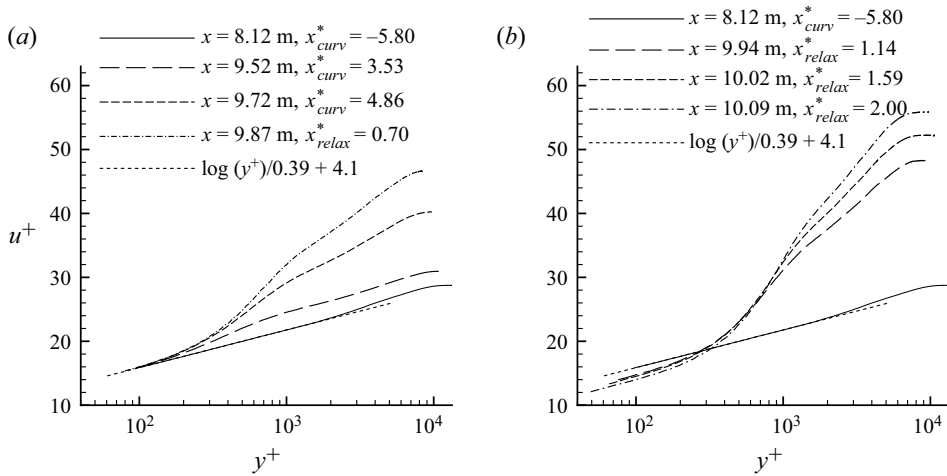 (a)
x = 8.12 m, x*curv = –5.80
x = 9.52 m, x*curv = 3.53
x = 9.72 m, x*curv = 4.86
x = 9.87 m, x*relax = 0.70
log (y+)/0.39 + 4.1
60
50
40
30
20
10
u+
10²
10³
10⁴
y+
(b)
x = 8.12 m, x*curv = –5.80
x = 9.94 m, x*relax = 1.14
x = 10.02 m, x*relax = 1.59
x = 10.09 m, x*relax = 2.00
log (y+)/0.39 + 4.1
60
50
40
30
20
10
10²
10³
10⁴
y+